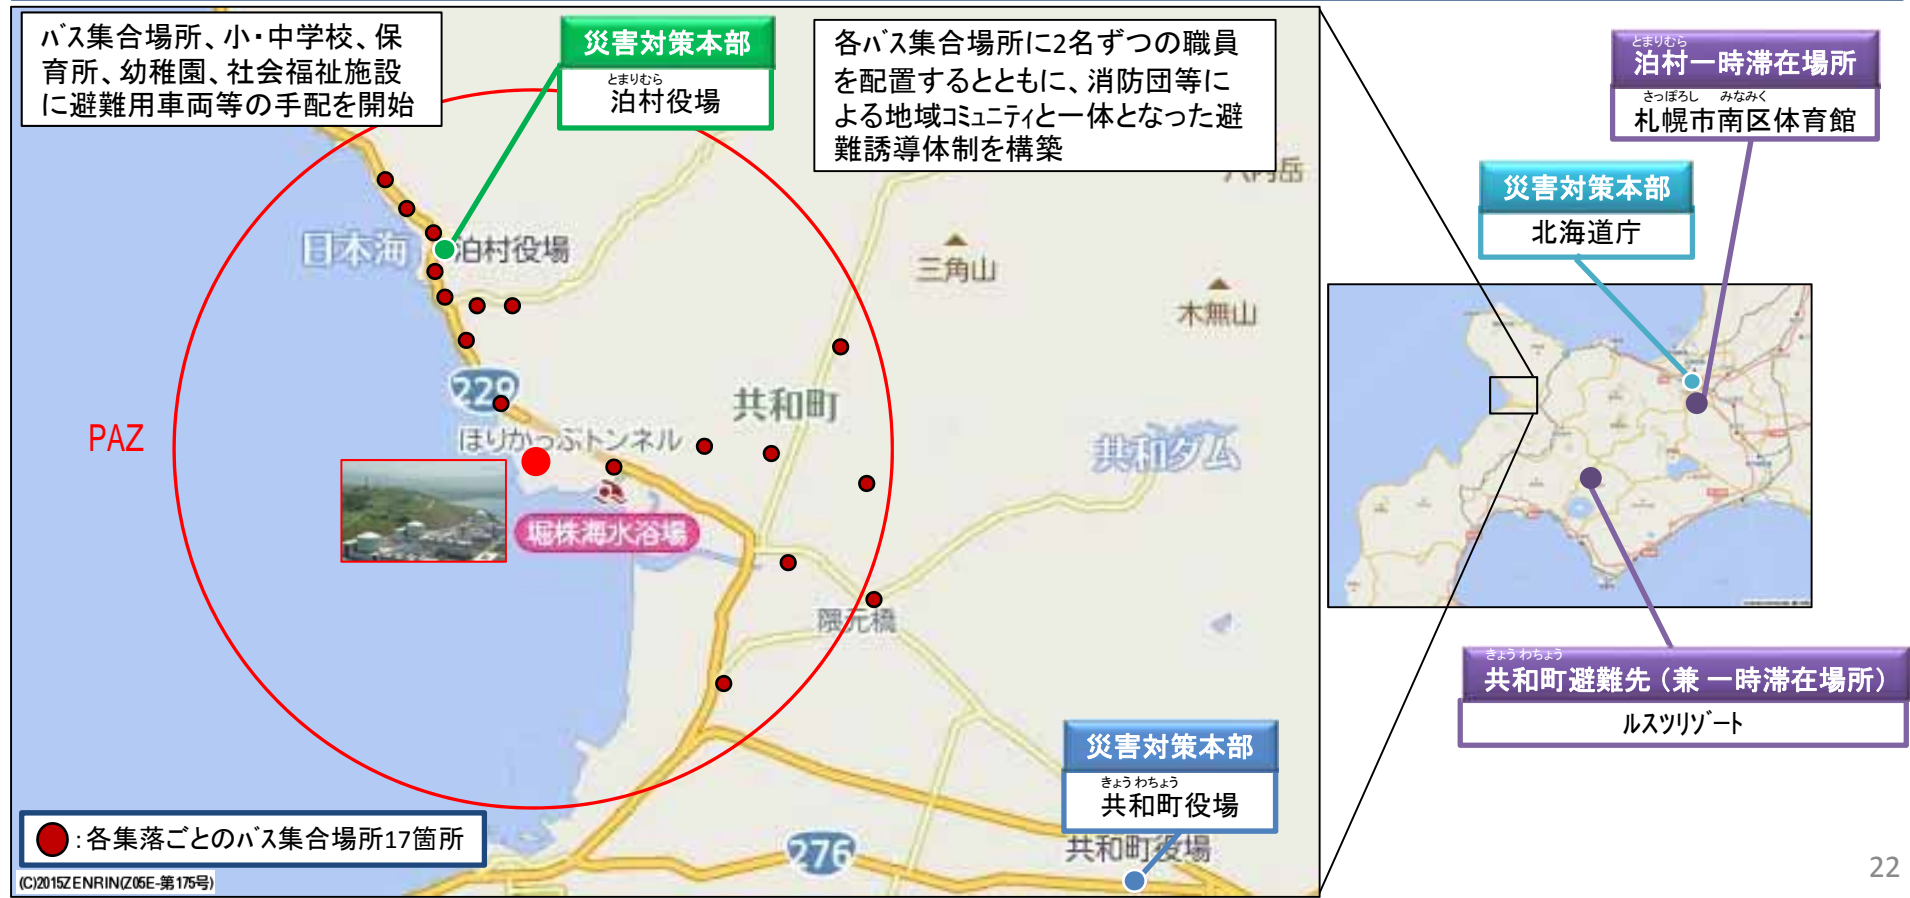 バス集合場所、小・中学校、保
育所、幼稚園、社会福祉施設
に避難用車両等の手配を開始
災害対策本部
とまりむら
泊村役場
各バス集合場所に2名ずつの職員
を配置するとともに、消防団等に
よる地域コミュニティと一体となった避
難誘導体制を構築
とまりむら
泊村一時滞在場所
さっぽろし みなみく
札幌市南区体育館
災害対策本部
北海道庁
日本海
泊村役場
三角山
木無山
229
共和町
PAZ
ほりかっぷトンネル
共和ダム
堀株海水浴場
隈元橋
きょうわちょう
共和町避難先（兼 一時滞在場所）
ルスツリゾート
災害対策本部
きょうわちょう
共和町役場
：各集落ごとのバス集合場所17箇所
276
共和町役場
(C)2015ZENRIN(Z05E-第175号)
22